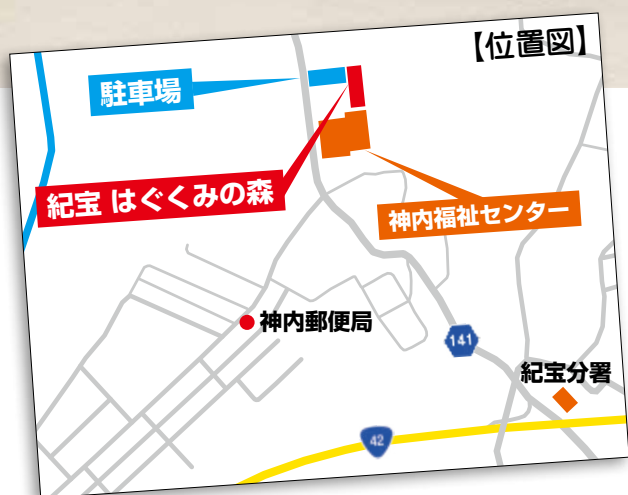 【位置図】
駐車場
紀宝 はぐくみの森
神内福祉センター
神内郵便局
141
紀宝分署
42